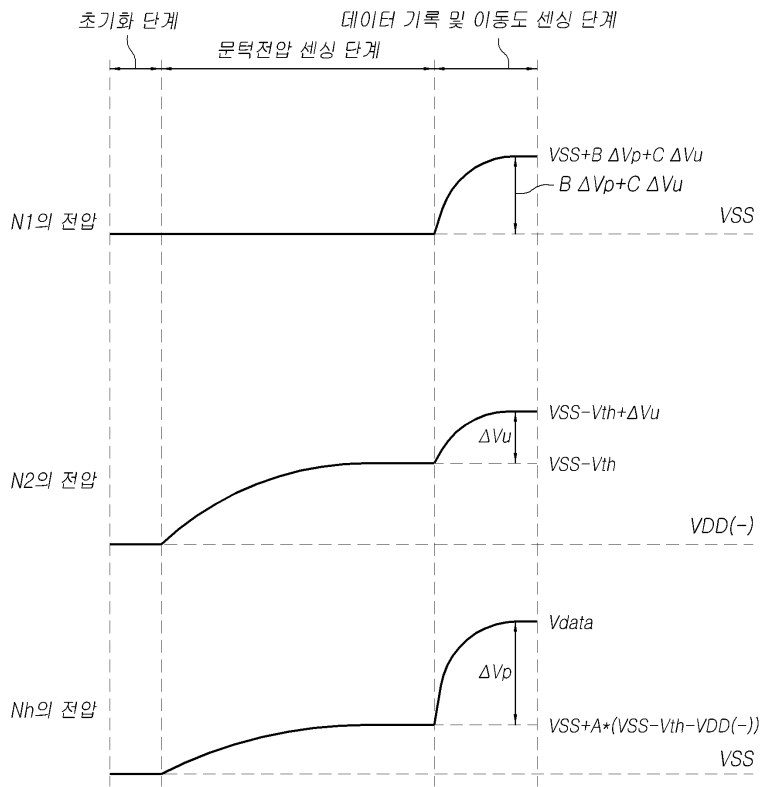 초기화 단계
데이터 기록 및 이동도 센싱 단계
문턱전압 센싱 단계
VSS+B ΔVp+C ΔVu
B ΔVp+C ΔVu
N1의 전압
VSS
VSS-Vth+ΔVu
ΔVu
VSS-Vth
N2의 전압
VDD(-)
Vdata
ΔVp
Nh의 전압
VSS+A*(VSS-Vth-VDD(-))
VSS